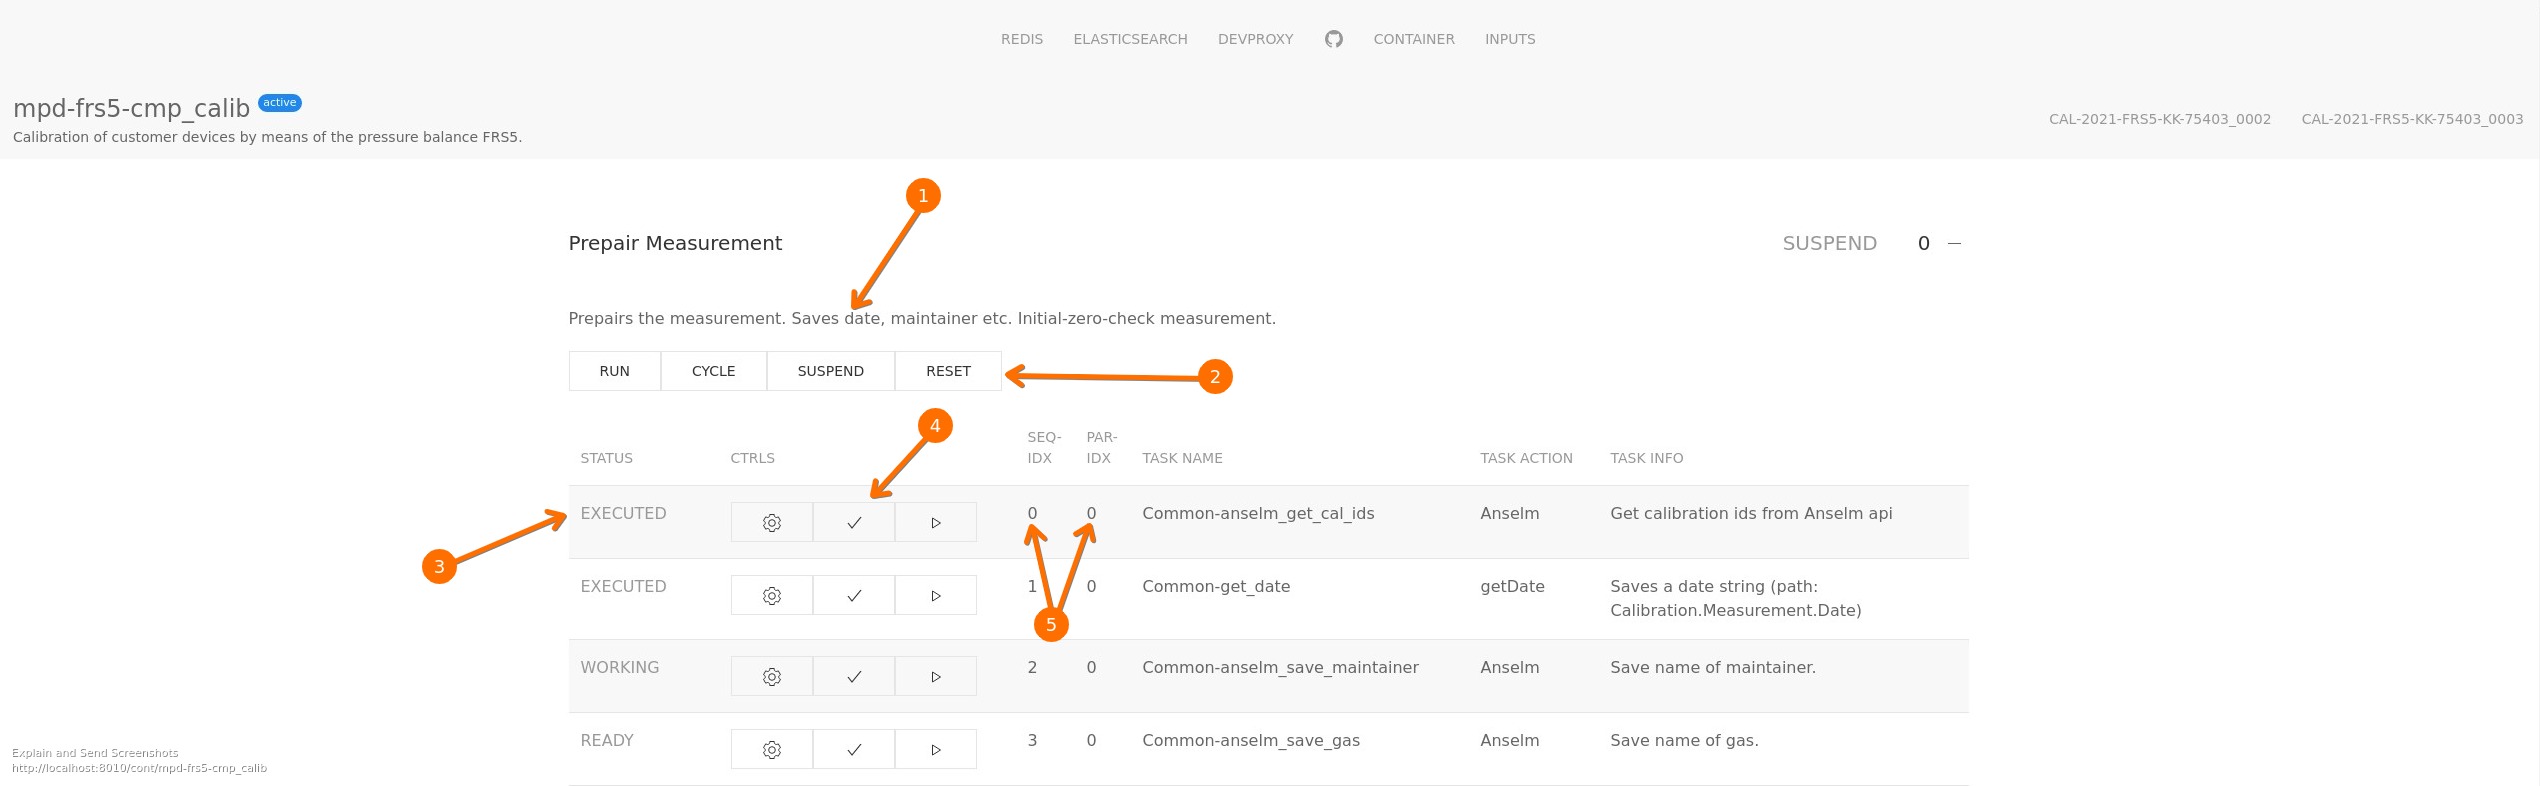 REDIS ELASTICSEARCH DEVPROXY CONTAINER INPUTS
mpd-frs5-cmp_calib active
Calibration of customer devices by means of the pressure balance FRS5.
CAL-2021-FRS5-KK-75403_0002 CAL-2021-FRS5-KK-75403_0003
1
Prepair Measurement SUSPEND 0 —
Prepairs the measurement. Saves date, maintainer etc. Initial-zero-check measurement.
RUN CYCLE SUSPEND RESET 2
4
STATUS CTRLS SEQ-IDX PAR-IDX TASK NAME TASK ACTION TASK INFO
EXECUTED 0 0 Common-anselm_get_cal_ids Anselm Get calibration ids from Anselm api
3
EXECUTED 1 0 Common-get_date getDate Saves a date string (path:
Calibration.Measurement.Date)
5
WORKING 2 0 Common-anselm_save_maintainer Anselm Save name of maintainer.
READY 3 0 Common-anselm_save_gas Anselm Save name of gas.
Explain and Send Screenshots
http://localhost:8010/cont/mpd-frs5-cmp_calib